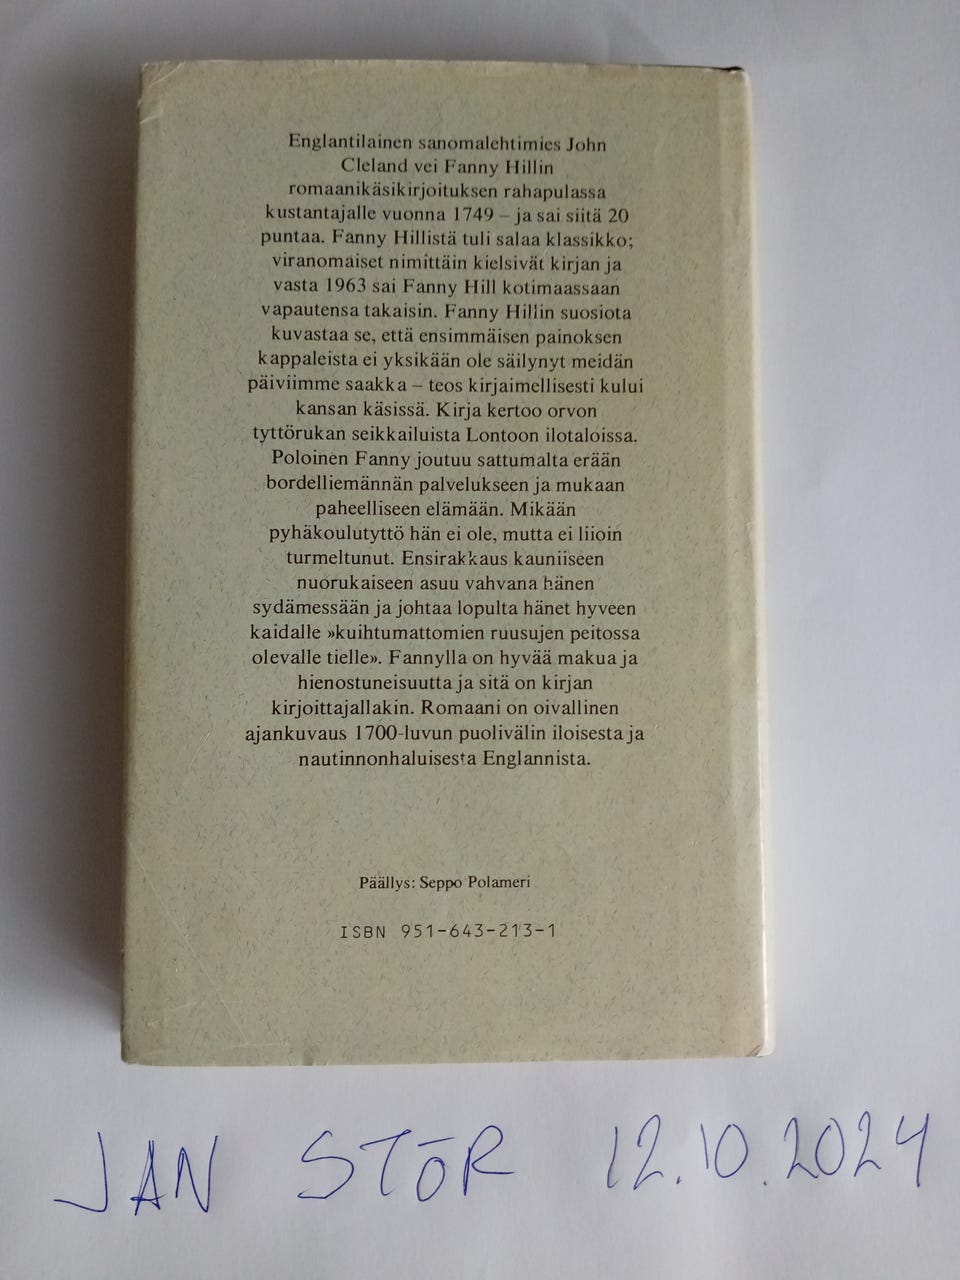 Englantilainen sanomalehtimies John
Cleland vei Fanny Hillin
romaanikäsikirjoituksen rahapulassa
kustantajalle vuonna 1749 – ja sai siitä 20
puntaa. Fanny Hillistä tuli salaa klassikko;
viranomaiset nimittäin kielsivät kirjan ja
vasta 1963 sai Fanny Hill kotimaassaan
vapautensa takaisin. Fanny Hillin suosiota
kuvastaa se, että ensimmäisen painoksen
kappaleista ei yksikään ole säilynyt meidän
päiviimme saakka – teos kirjaimellisesti kului
kansan käsissä. Kirja kertoo orvon
tyttörukan seikkailuista Lontoon ilotaloissa.
Poloinen Fanny joutuu sattumalta erään
bordelliemännän palvelukseen ja mukaan
paheelliseen elämään. Mikään
pyhäkoulutyttö hän ei ole, mutta ei liioin
turmeltunut. Ensirakkaus kauniiseen
nuorukaiseen asuu vahvana hänen
sydämessään ja johtaa lopulta hänet hyveen
kaidalle »kuihtumattomien ruusujen peitossa
olevalle tielle». Fannylla on hyvää makua ja
hienostuneisuutta ja sitä on kirjan
kirjoittajallakin. Romaani on oivallinen
ajankuvaus 1700-luvun puolivälin iloisesta ja
nautinnonhaluisesta Englannista.
Päällys: Seppo Polameri
ISBN 951-643-213-1
JAN STŌR 12.10.2024